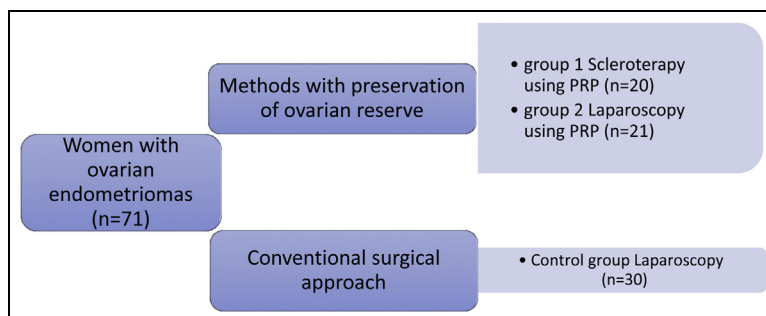 Women with
ovarian
endometriomas
(n=71)
Methods with preservation
of ovarian reserve
• group 1 Scleroterapy
using PRP (n=20)
• group 2 Laparoscopy
using PRP (n=21)
Conventional surgical
approach
• Control group Laparoscopy
(n=30)